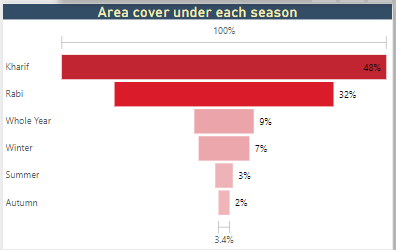 Area cover under each season
100%
Kharif 48%
Rabi 32%
Whole Year 9%
Winter 7%
Summer 3%
Autumn 2%
3.4%